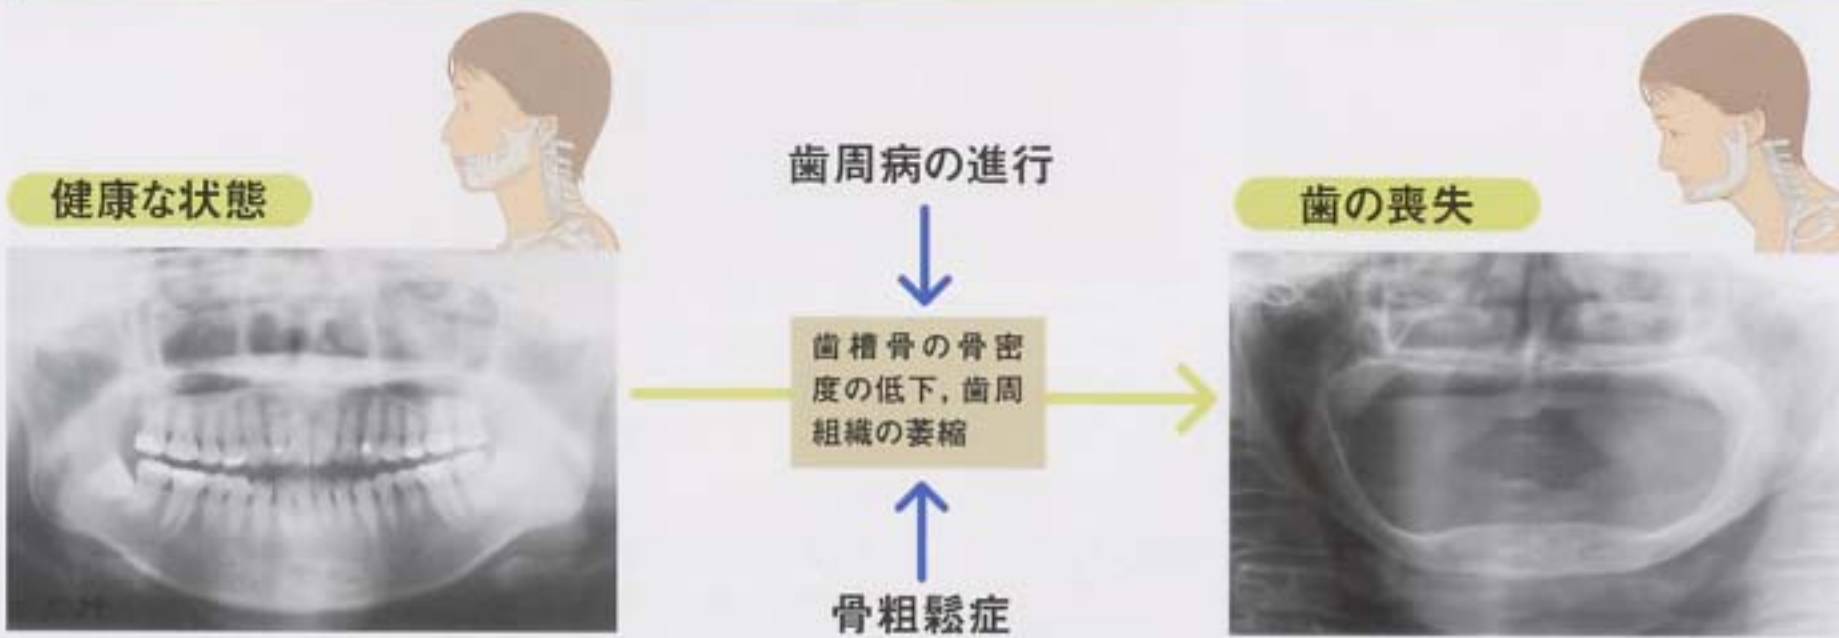 健康な状態
歯周病の進行
歯槽骨の骨密
度の低下，歯周
組織の萎縮
骨粗鬆症
歯の喪失